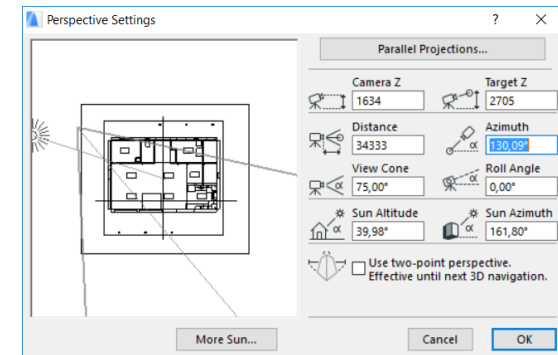 Perspective Settings
? ×
Parallel Projections...
Camera Z Target Z
1634 2705
Distance Azimuth
34333 α 130,09°
View Cone Roll Angle
α 75,00° α 0,00°
Sun Altitude Sun Azimuth
α 39,98° α 161,80°
Use two-point perspective.
Effective until next 3D navigation.
More Sun... Cancel OK